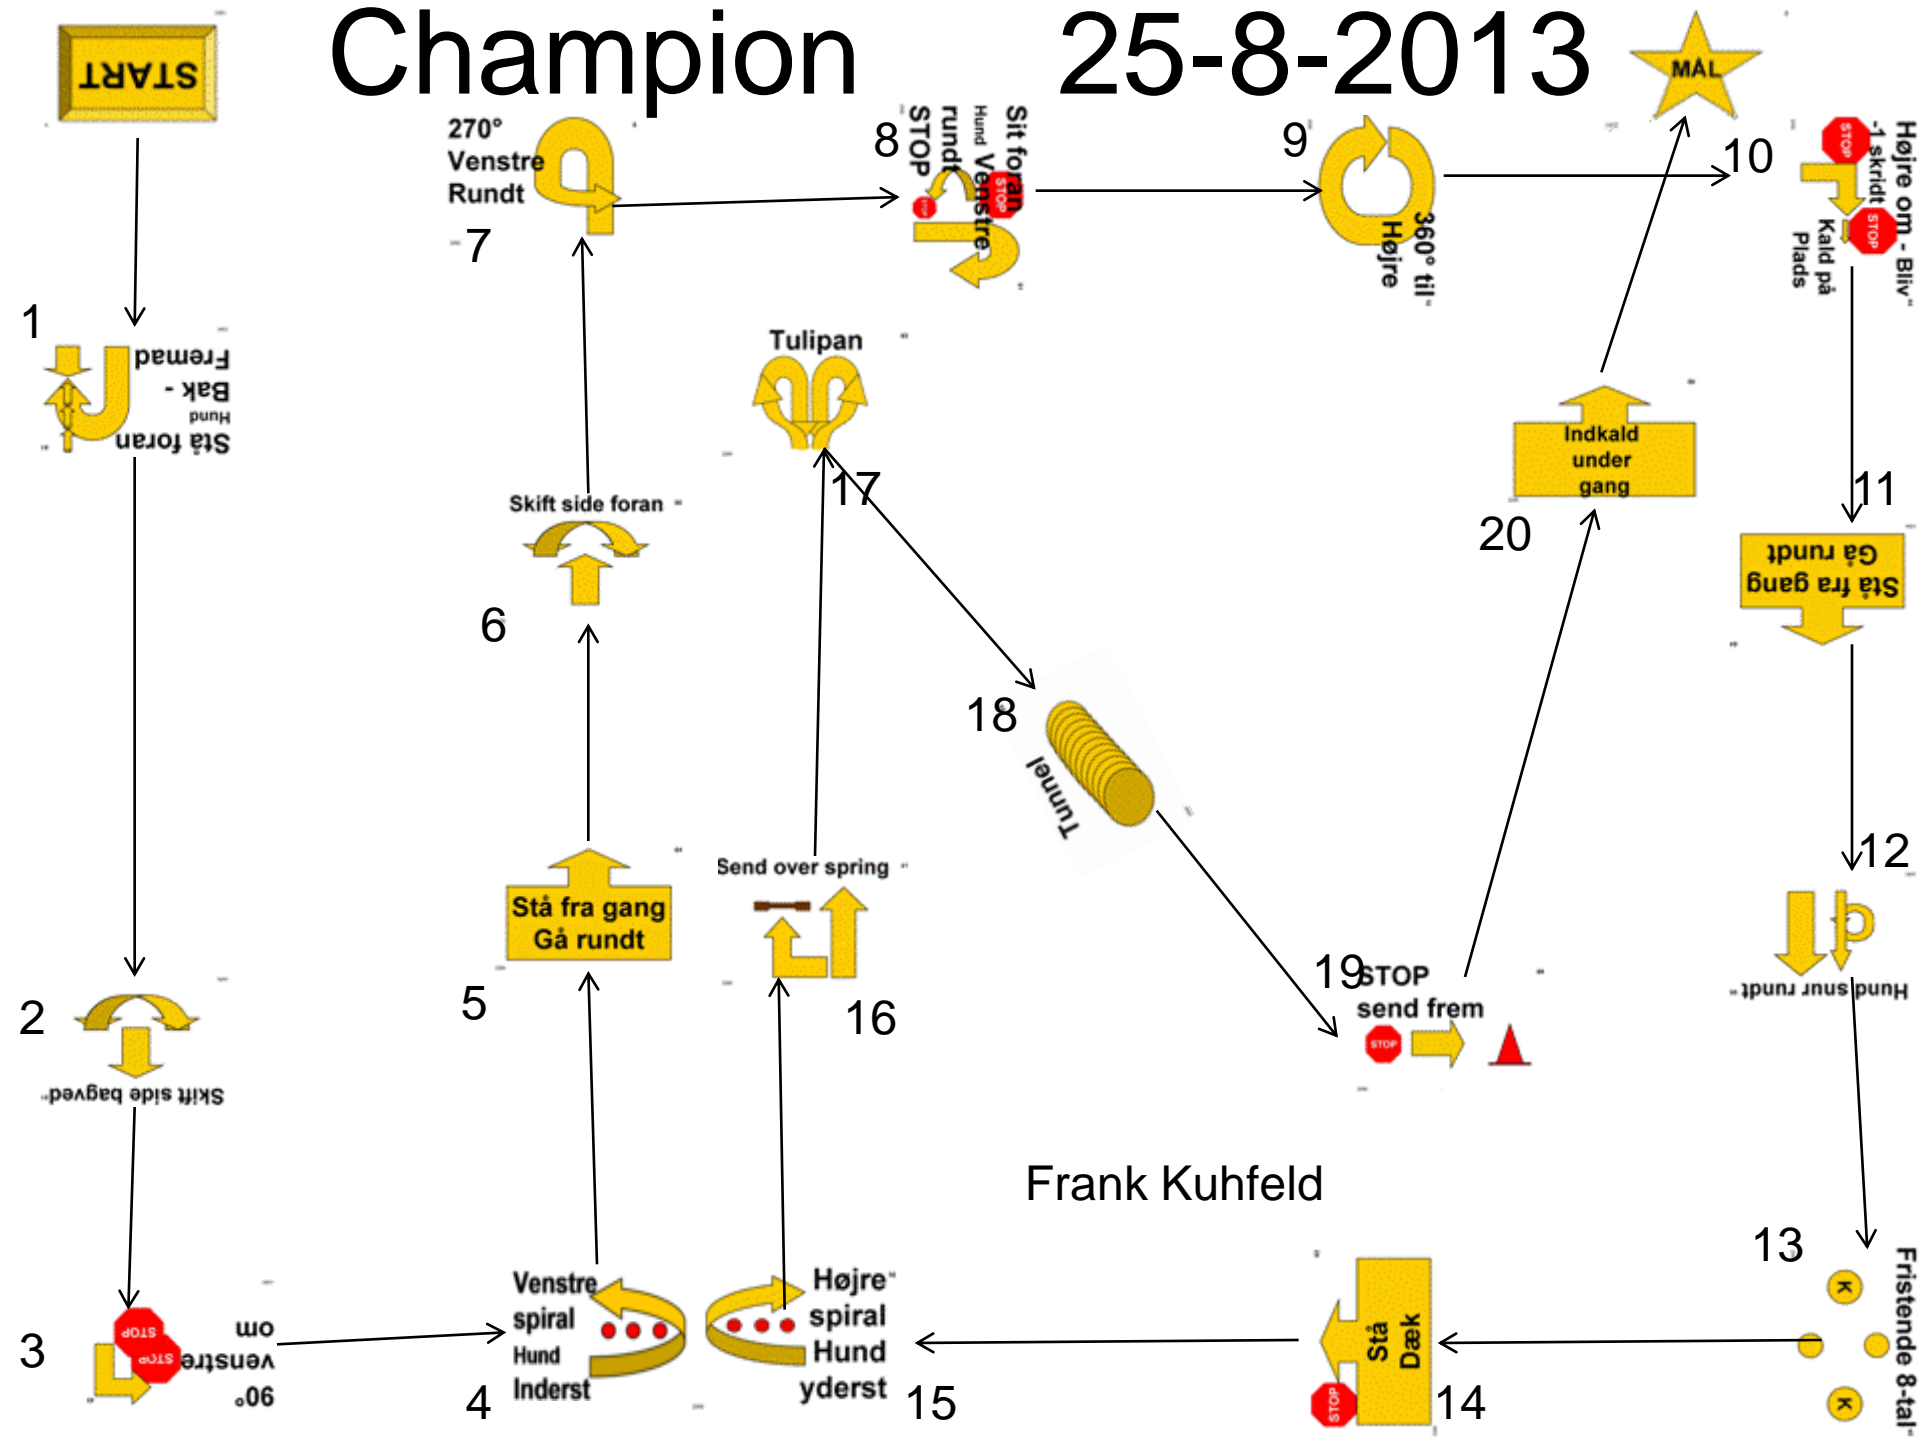 Champion 25-8-2013
START
MÅL
1
Stå foran
Hund
Bak -
Fremad
2
Skift side bagved
3
90°
venstre
om
STOP
STOP
4
Venstre
spiral
Hund
Inderst
5
Stå fra gang
Gå rundt
6
Skift side foran
7
270°
Venstre
Rundt
8
Sit foran
Hund Venstre
rundt
STOP
STOP
STOP
9
360° til
Højre
10
Højre om - Bliv
-1 skridt
Kald på
Plads
STOP
STOP
11
Stå fra gang
Gå rundt
12
Hund snur rundt
13
Fristende 8-tal
K
K
14
Stå
Dæk
STOP
15
Højre
spiral
Hund
yderst
16
Send over spring
17
Tulipan
18
Tunnel
19
STOP
send frem
STOP
20
Indkald
under
gang
Frank Kuhfeld